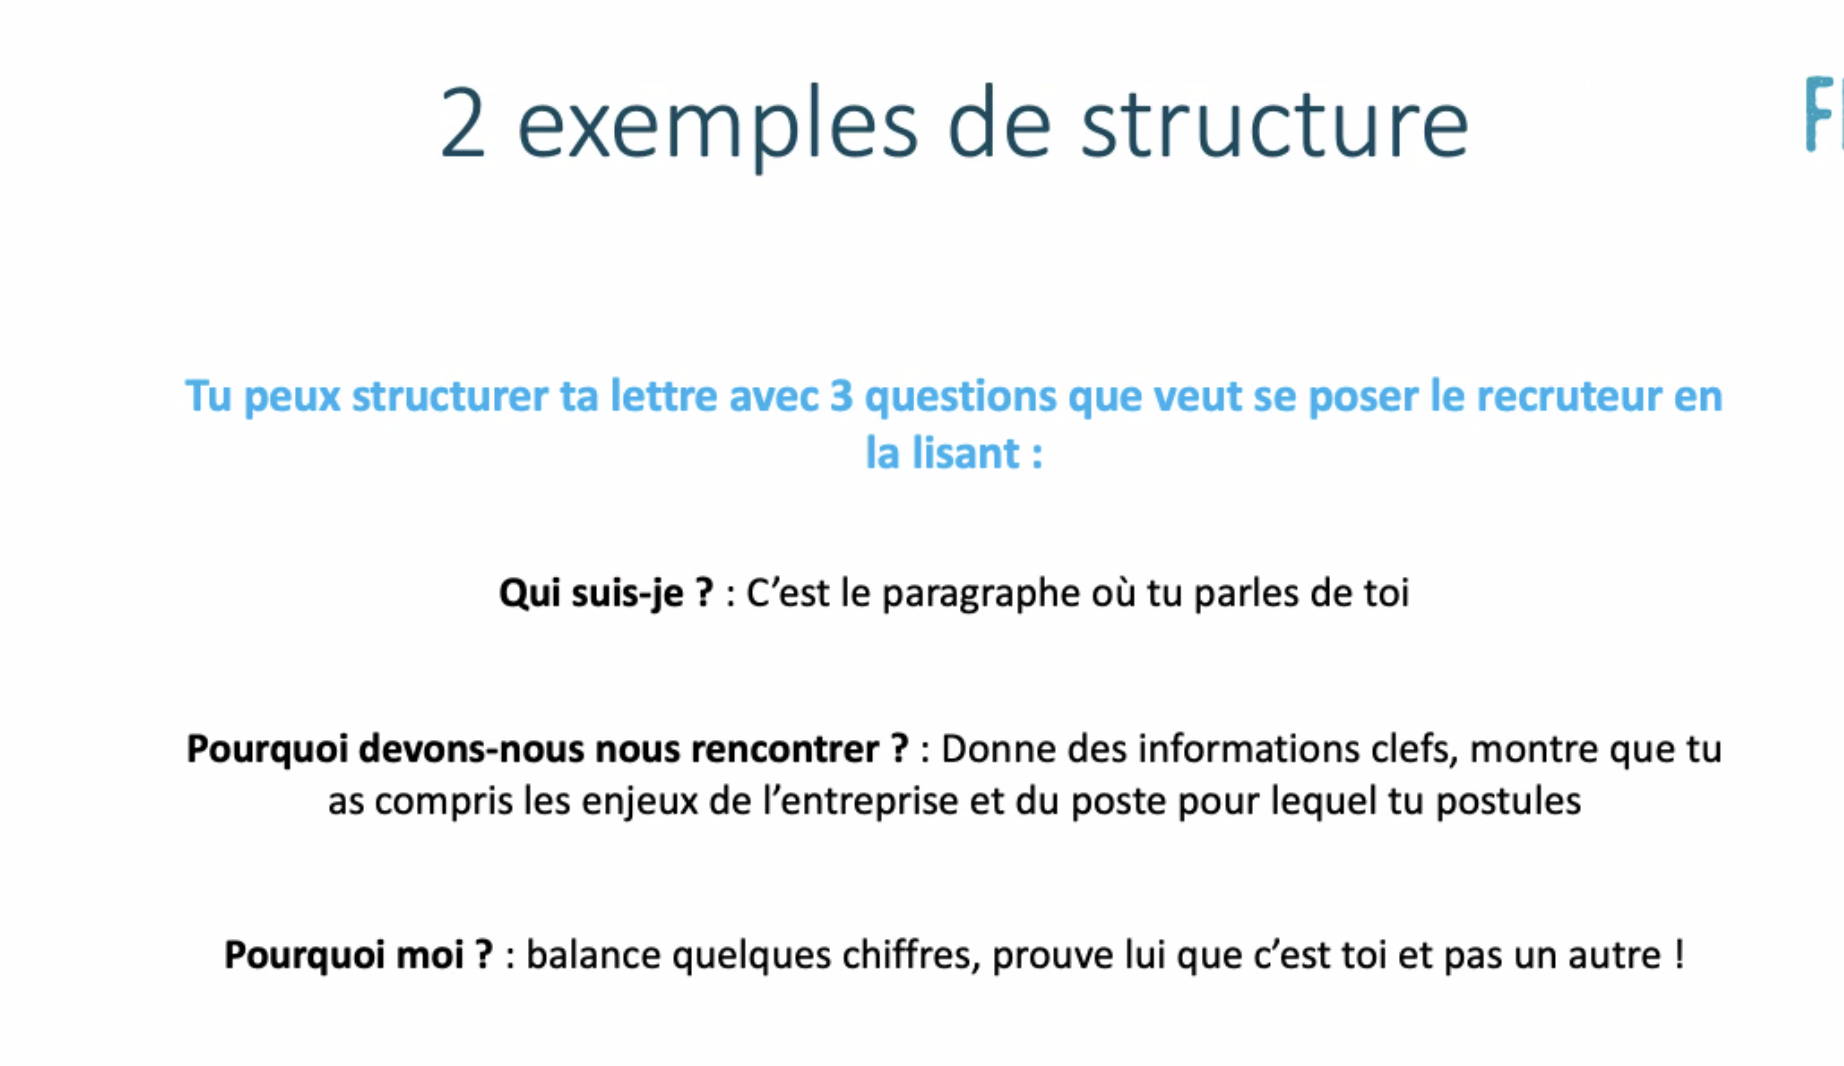 2 exemples de structure
Tu peux structurer ta lettre avec 3 questions que veut se poser le recruteur en
la lisant :
Qui suis-je ? : C’est le paragraphe où tu parles de toi
Pourquoi devons-nous nous rencontrer ? : Donne des informations clefs, montre que tu
as compris les enjeux de l’entreprise et du poste pour lequel tu postules
Pourquoi moi ? : balance quelques chiffres, prouve lui que c’est toi et pas un autre !